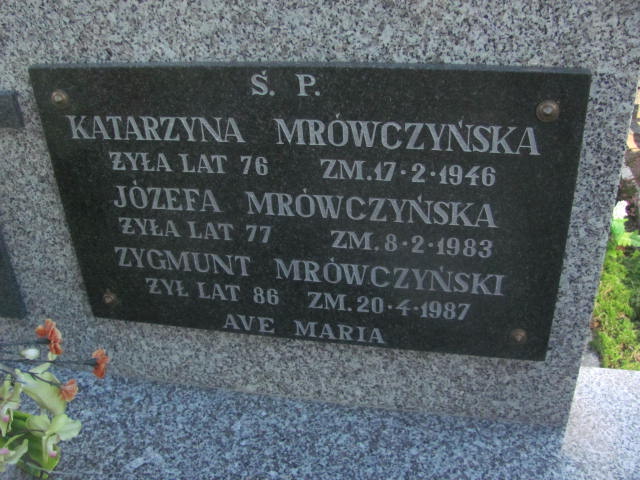 Ś. P.
KATARZYNA MRÓWCZYŃSKA
ŻYŁA LAT 76 ZM. 17-2-1946
JÓZEFA MRÓWCZYŃSKA
ŻYŁA LAT 77 ZM. 8-2-1983
ZYGMUNT MRÓWCZYŃSKI
ŻYŁ LAT 86 ZM. 20-4-1987
AVE MARIA